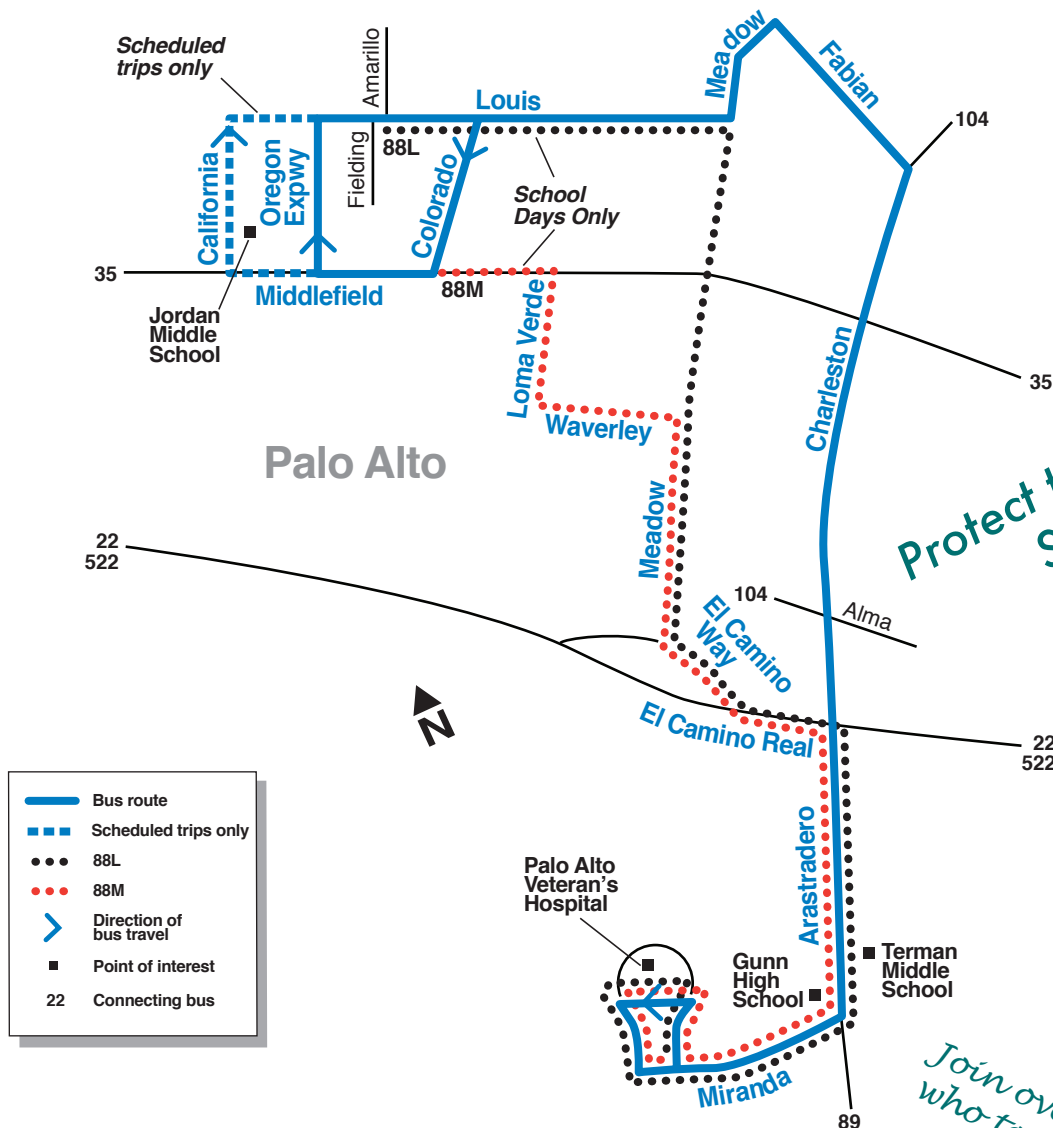 Scheduled
trips only
Amarillo
Louis
Meadow
Fabian
104
California
Oregon
Expwy
Fielding
88L
Colorado
School
Days Only
35
Middlefield
88M
Jordan
Middle
School
Loma Verde
Waverley
Charleston
35
Palo Alto
22
522
Meadow
Protect
104
Alma
El Camino
Way
N
El Camino Real
22
522
Bus route
Scheduled trips only
88L
88M
Direction of
bus travel
Point of interest
22
Connecting bus
Palo Alto
Veteran's
Hospital
Arastradero
Gunn
High
School
Terman
Middle
School
Miranda
89
Join
who